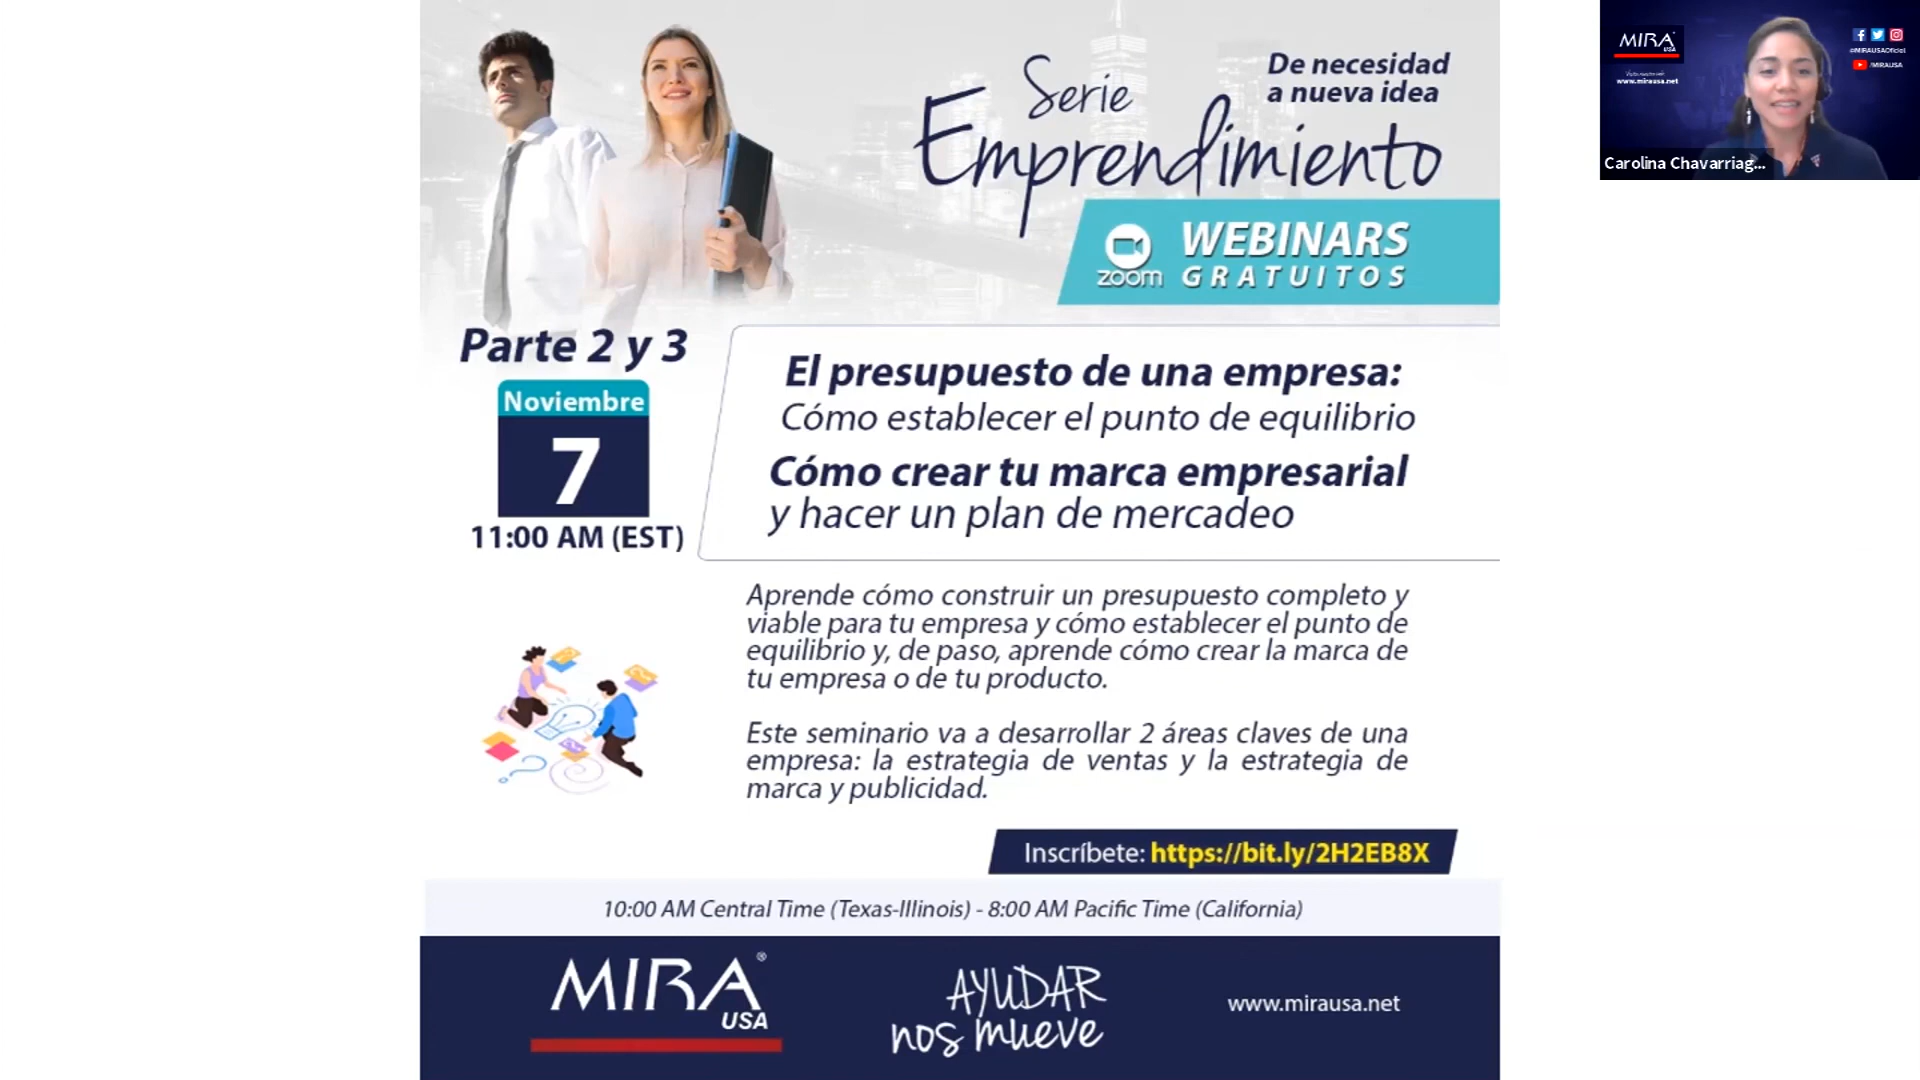 De necesidad
a nueva idea
Serie
Emprendimiento
zoom
WEBINARS
GRATUITOS
Parte 2 y 3
Noviembre
7
11:00 AM (EST)
El presupuesto de una empresa:
Cómo establecer el punto de equilibrio
Cómo crear tu marca empresarial
y hacer un plan de mercadeo
Aprende cómo construir un presupuesto completo y
viable para tu empresa y cómo establecer el punto de
equilibrio y, de paso, aprende cómo crear la marca de
tu empresa o de tu producto.
Este seminario va a desarrollar 2 áreas claves de una
empresa: la estrategia de ventas y la estrategia de
marca y publicidad.
Inscríbete: https://bit.ly/2H2EB8X
10:00 AM Central Time (Texas-Illinois) - 8:00 AM Pacific Time (California)
MIRA®
USA
AYUDAR
nos mueve
www.mirausa.net
MIRA
USA
www.mirausa.net
@MIRAUSAOficial
/MIRAUSA
Carolina Chavarriag...